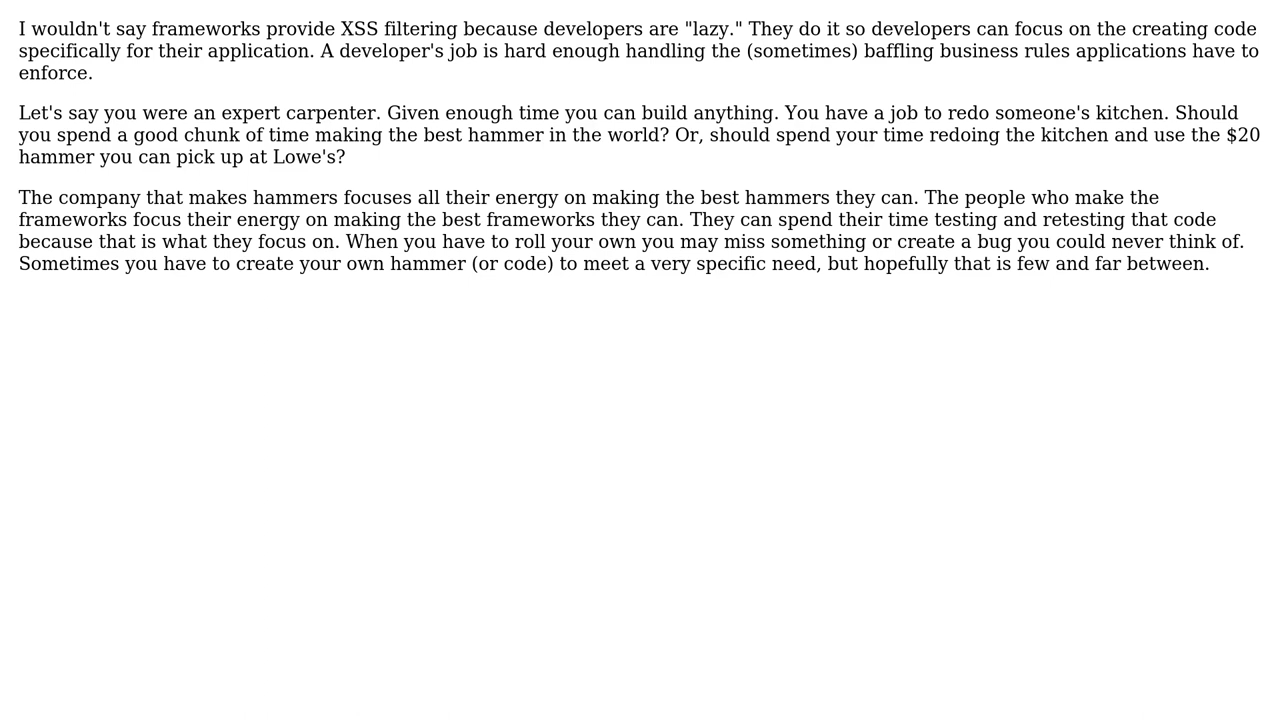 I wouldn't say frameworks provide XSS filtering because developers are "lazy." They do it so developers can focus on the creating code
specifically for their application. A developer's job is hard enough handling the (sometimes) baffling business rules applications have to
enforce.
Let's say you were an expert carpenter. Given enough time you can build anything. You have a job to redo someone's kitchen. Should
you spend a good chunk of time making the best hammer in the world? Or, should spend your time redoing the kitchen and use the $20
hammer you can pick up at Lowe's?
The company that makes hammers focuses all their energy on making the best hammers they can. The people who make the
frameworks focus their energy on making the best frameworks they can. They can spend their time testing and retesting that code
because that is what they focus on. When you have to roll your own you may miss something or create a bug you could never think of.
Sometimes you have to create your own hammer (or code) to meet a very specific need, but hopefully that is few and far between.